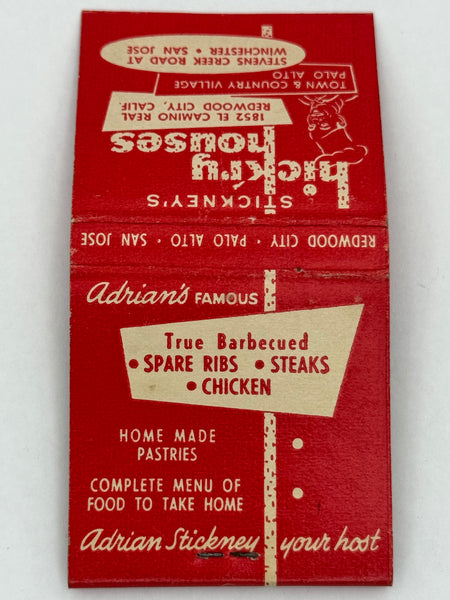 STICKNEY'S
hick'ry
houses
1852 EL CAMINO REAL
REDWOOD CITY, CALIF.
TOWN & COUNTRY VILLAGE
PALO ALTO
STEVENS CREEK ROAD AT
WINCHESTER • SAN JOSE
REDWOOD CITY • PALO ALTO • SAN JOSE
Adrian's FAMOUS
True Barbecued
• SPARE RIBS • STEAKS
• CHICKEN
HOME MADE
PASTRIES
COMPLETE MENU OF
FOOD TO TAKE HOME
Adrian Stickney your host